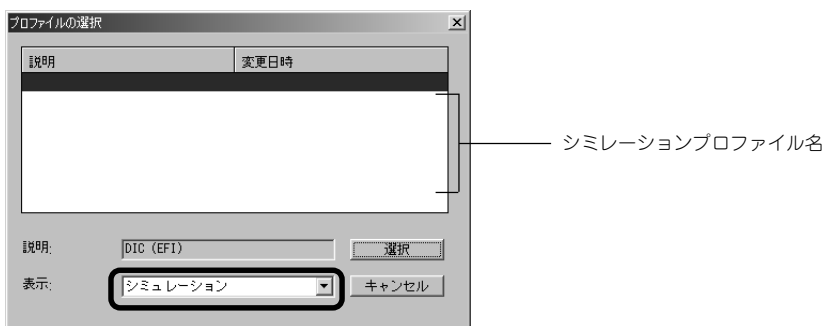 プロファイルの選択
説明 変更日時
シミレーションプロファイル名
説明: DIC (EFI) 選択
表示: シミュレーション キャンセル